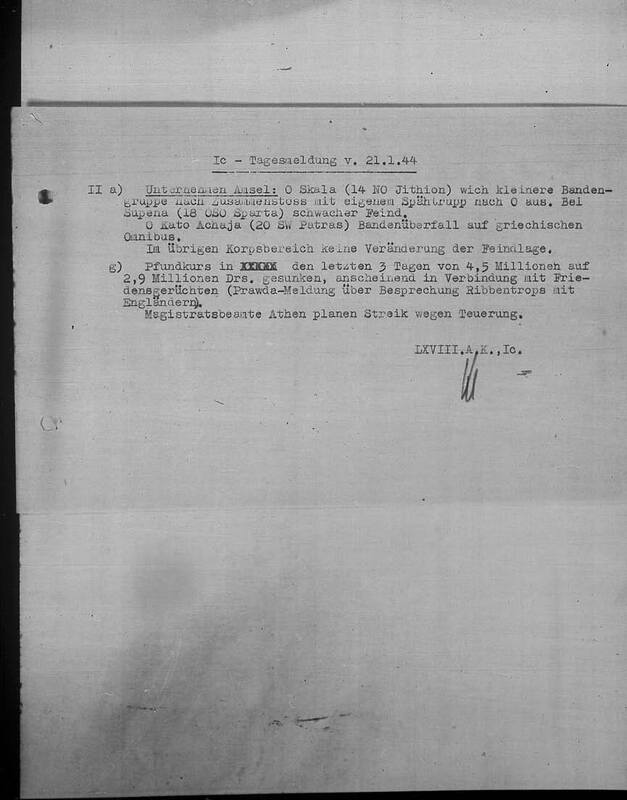 Ic - Tagesmeldung v. 21.1.44
II a) Unternehmen Amsel: O Skala (14 NO Jithion) wich kleinere Banden-
gruppe nach Zusammenstoss mit eigenem Spähtrupp nach O aus. Bei
Supena (18 OSO Sparta) schwacher Feind.
O Kato Achaja (20 SW Patras) Bandenüberfall auf griechischen
Omnibus.
Im übrigen Korpsbereich keine Veränderung der Feindlage.
g) Pfundkurs in XXXXX den letzten 3 Tagen von 4,5 Millionen auf
2,9 Millionen Drs. gesunken, anscheinend in Verbindung mit Frie-
densgerüchten (Prawda-Meldung über Besprechung Ribbentrops mit
Engländern).
Magistratsbeamte Athen planen Streik wegen Teuerung.
LXVIII.A.K.,Ic.